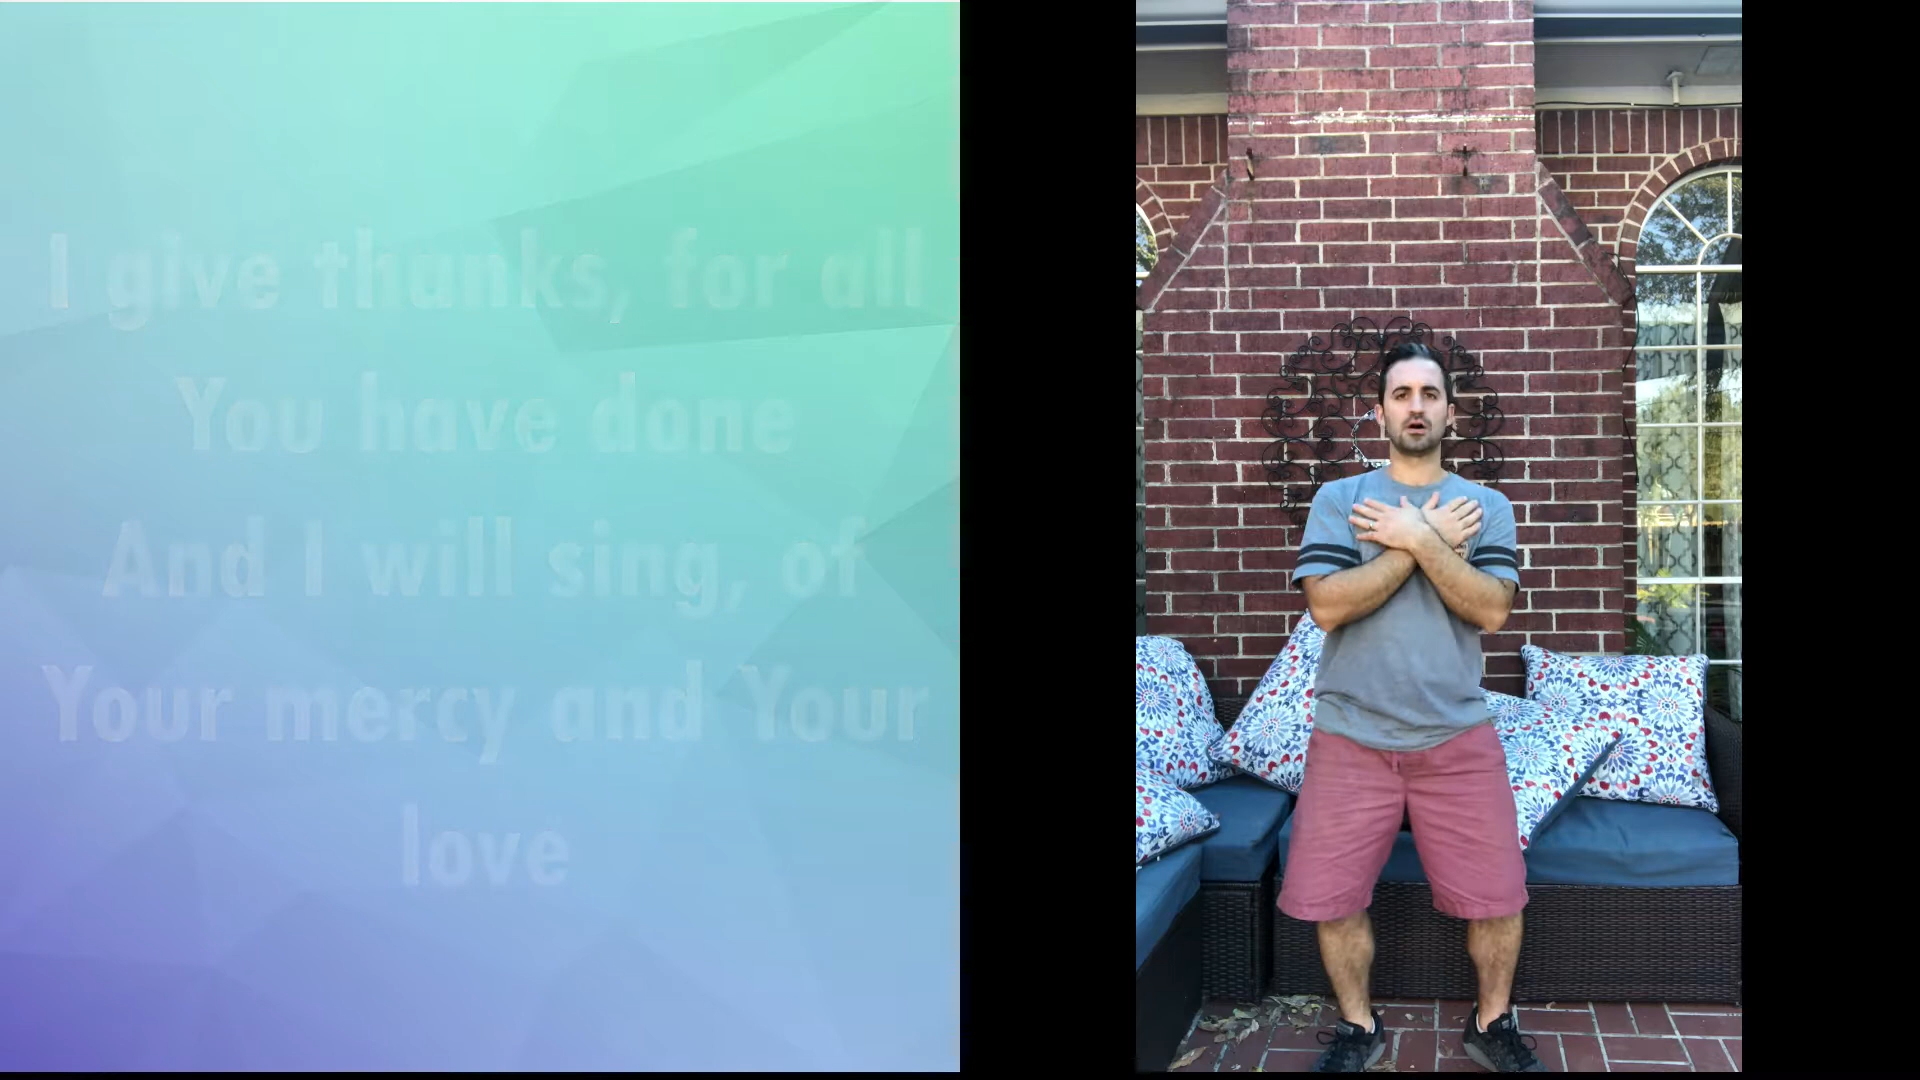 I give thanks, for all
You have done
And I will sing, of
Your mercy and Your
love